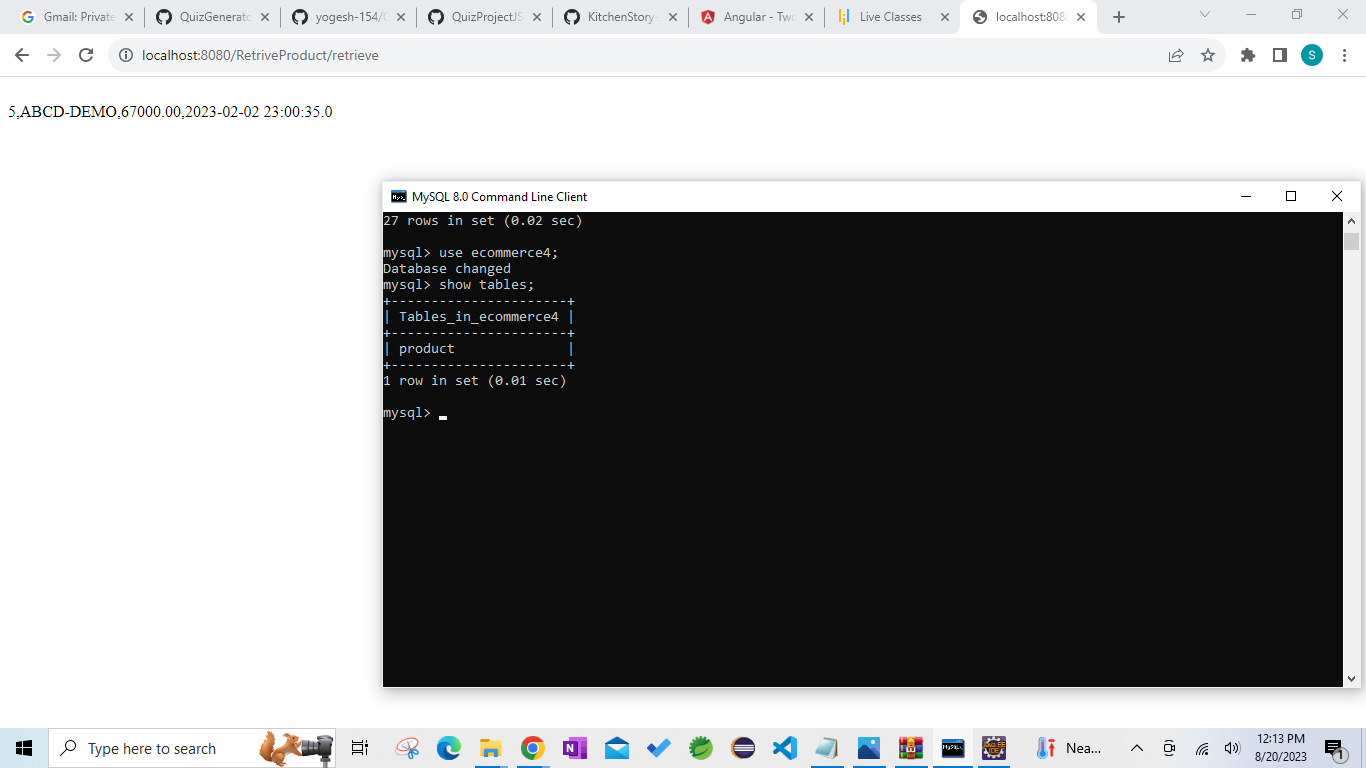 Gmail: Private
QuizGenerato
yogesh-154/C
QuizProjectJS
KitchenStory-
Angular - Two
Live Classes
localhost:808
localhost:8080/RetriveProduct/retrieve
S
5,ABCD-DEMO,67000.00,2023-02-02 23:00:35.0
MySQL 8.0 Command Line Client
27 rows in set (0.02 sec)
mysql> use ecommerce4;
Database changed
mysql> show tables;
+----------------------+
| Tables_in_ecommerce4 |
+----------------------+
| product              |
+----------------------+
1 row in set (0.01 sec)
mysql>
Type here to search
Nea...
12:13 PM
8/20/2023
1